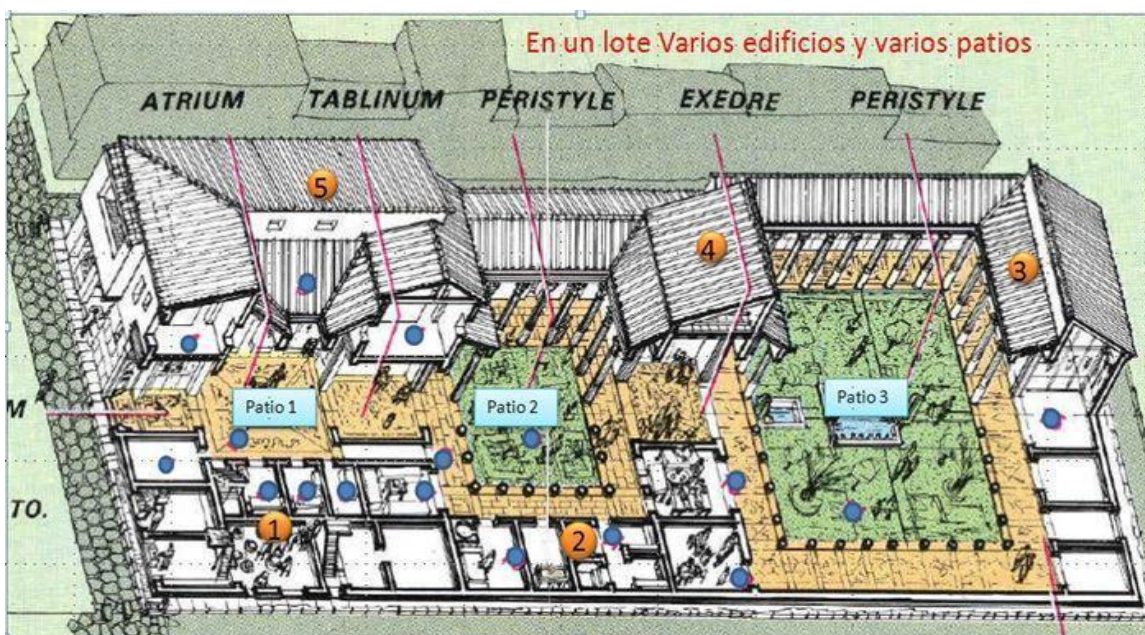 En un lote Varios edificios y varios patios
ATRIUM TABLINUM PERISTYLE EXEDRE PERISTYLE
5
4
3
M
Patio 1
Patio 2
Patio 3
TO.
1
2